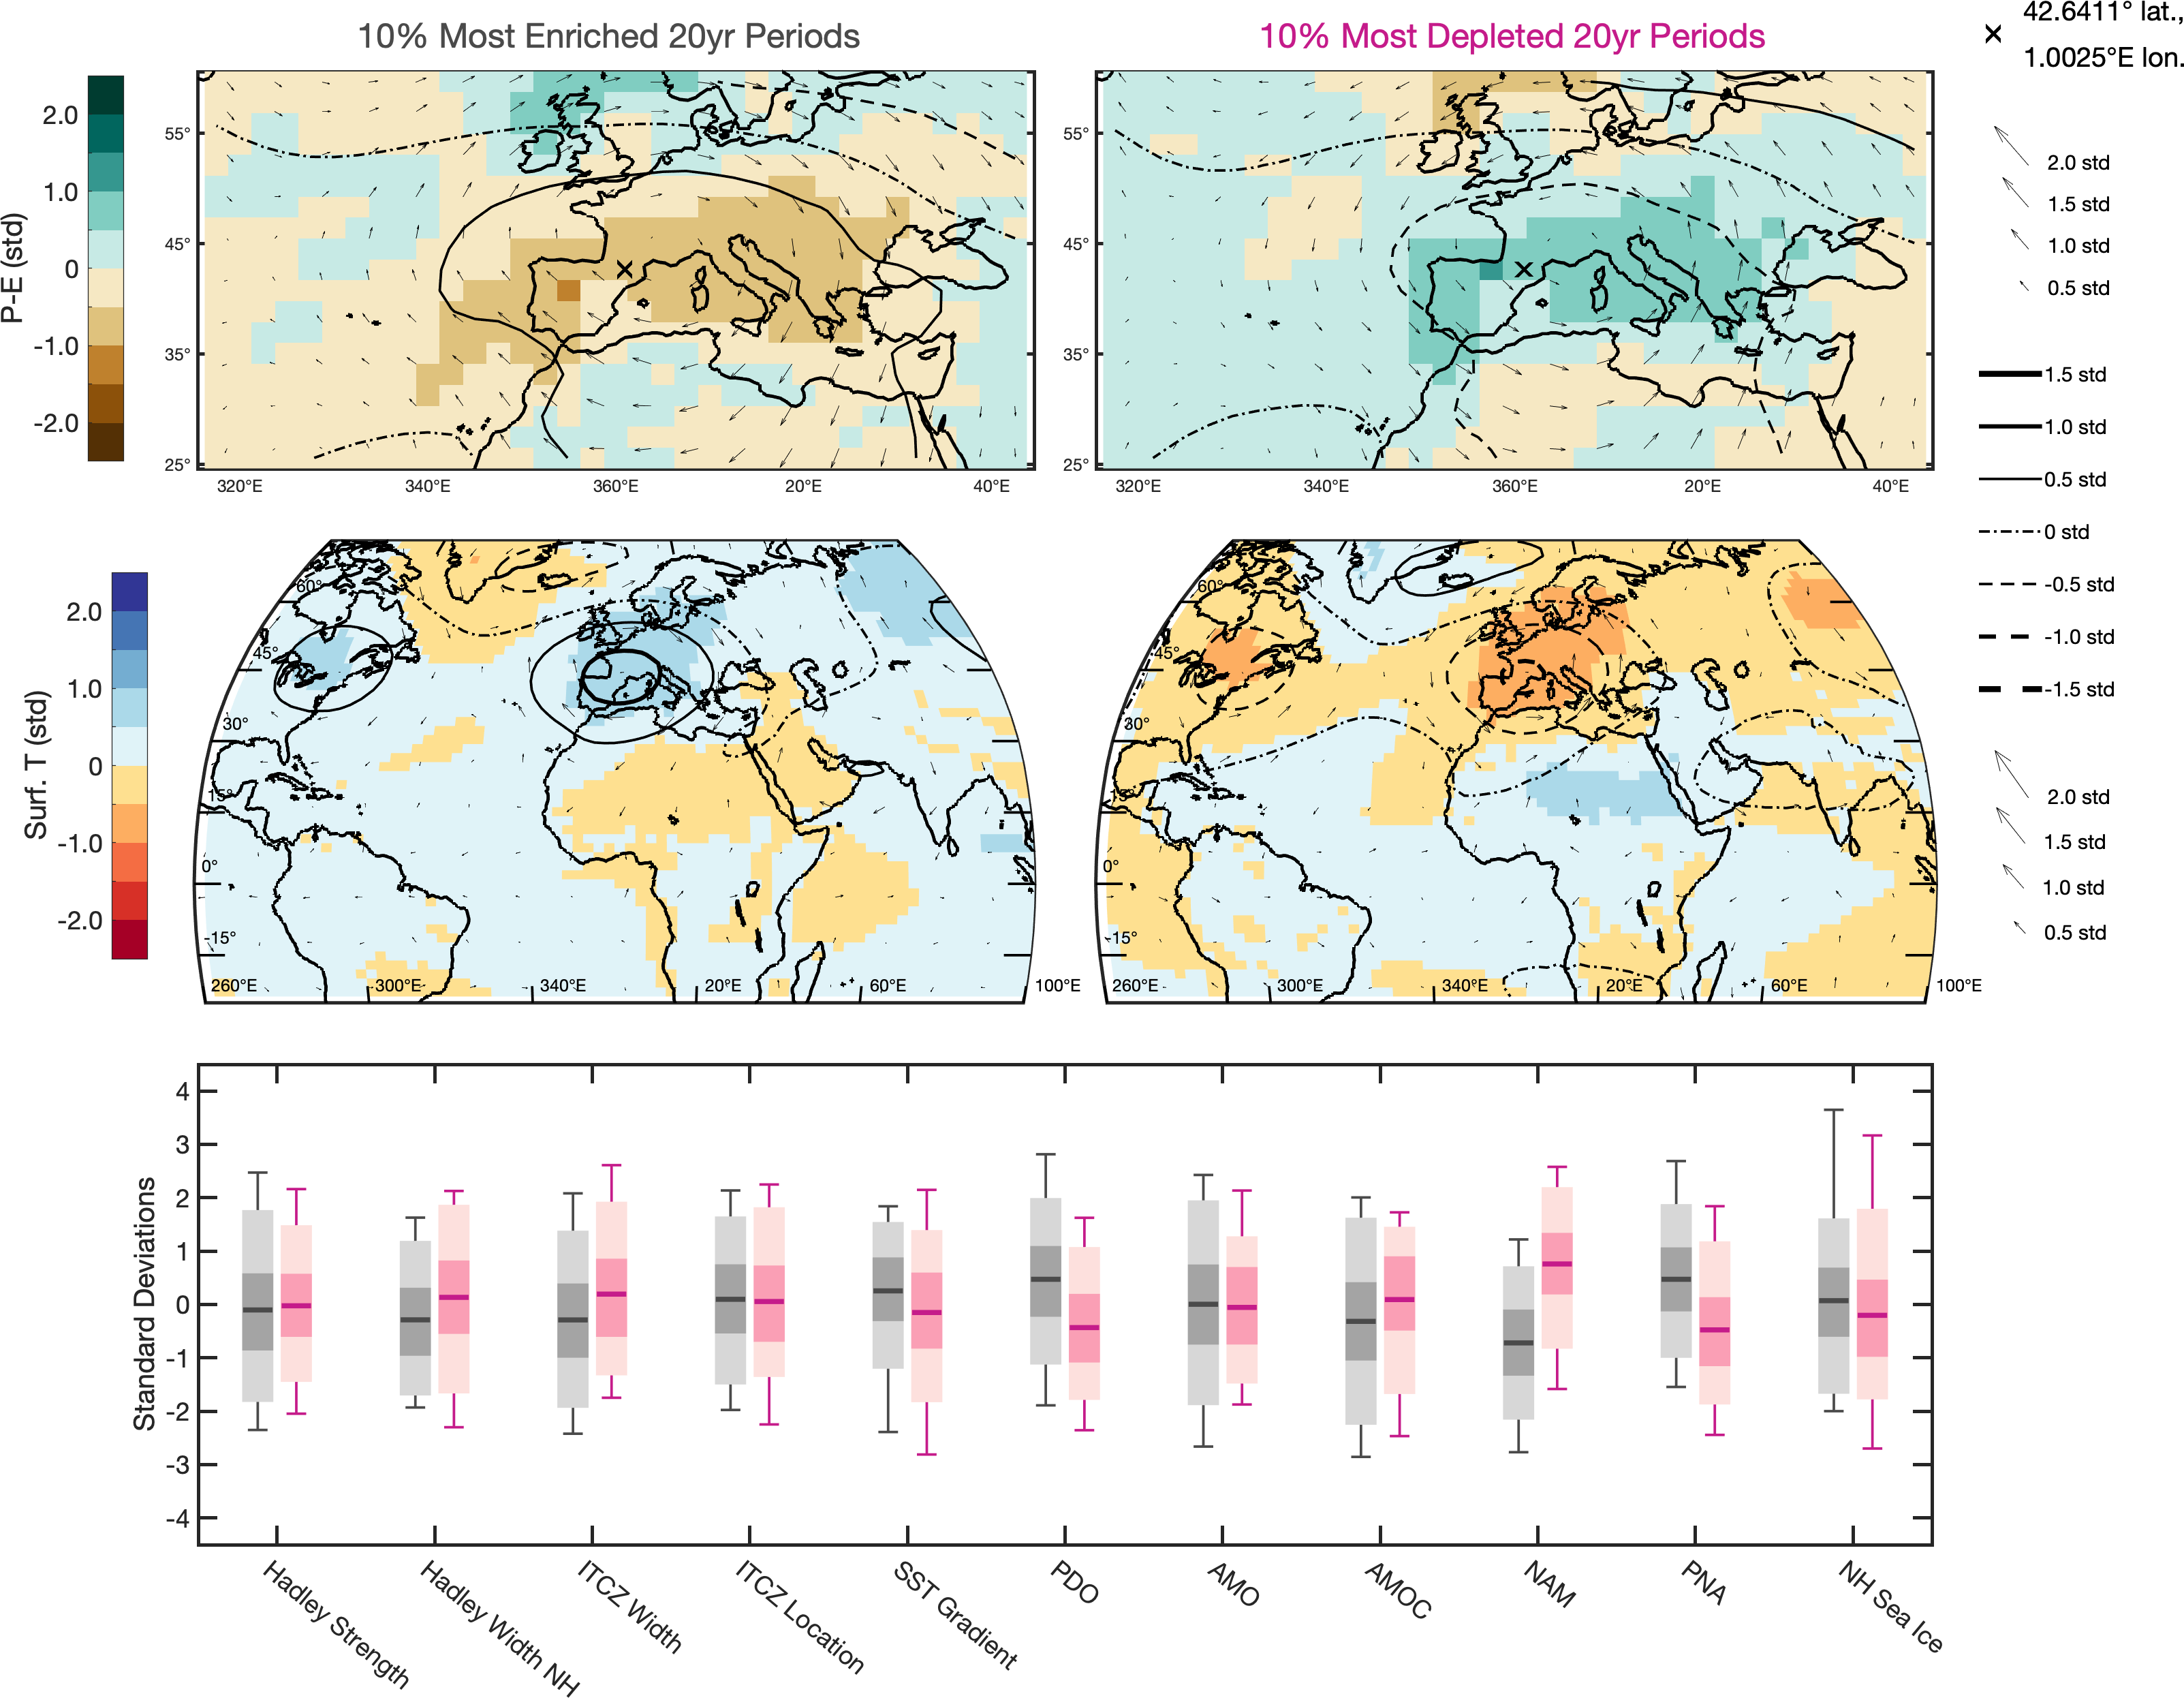 10% Most Enriched 20yr Periods
10% Most Depleted 20yr Periods
42.6411° lat.,
1.0025°E lon.
P-E (std)
2.0
1.0
0
-1.0
-2.0
55°
45°
35°
25°
320°E
340°E
360°E
20°E
40°E
55°
45°
35°
25°
320°E
340°E
360°E
20°E
40°E
2.0 std
1.5 std
1.0 std
0.5 std
1.5 std
1.0 std
0.5 std
0 std
-0.5 std
-1.0 std
-1.5 std
Surf. T (std)
2.0
1.0
0
-1.0
-2.0
60°
45°
30°
15°
0°
-15°
260°E
300°E
340°E
20°E
60°E
100°E
60°
45°
30°
15°
0°
-15°
260°E
300°E
340°E
20°E
60°E
100°E
2.0 std
1.5 std
1.0 std
0.5 std
Standard Deviations
4
3
2
1
0
-1
-2
-3
-4
Hadley Strength
Hadley Width NH
ITCZ Width
ITCZ Location
SST Gradient
PDO
AMO
AMOC
NAM
PNA
NH Sea Ice